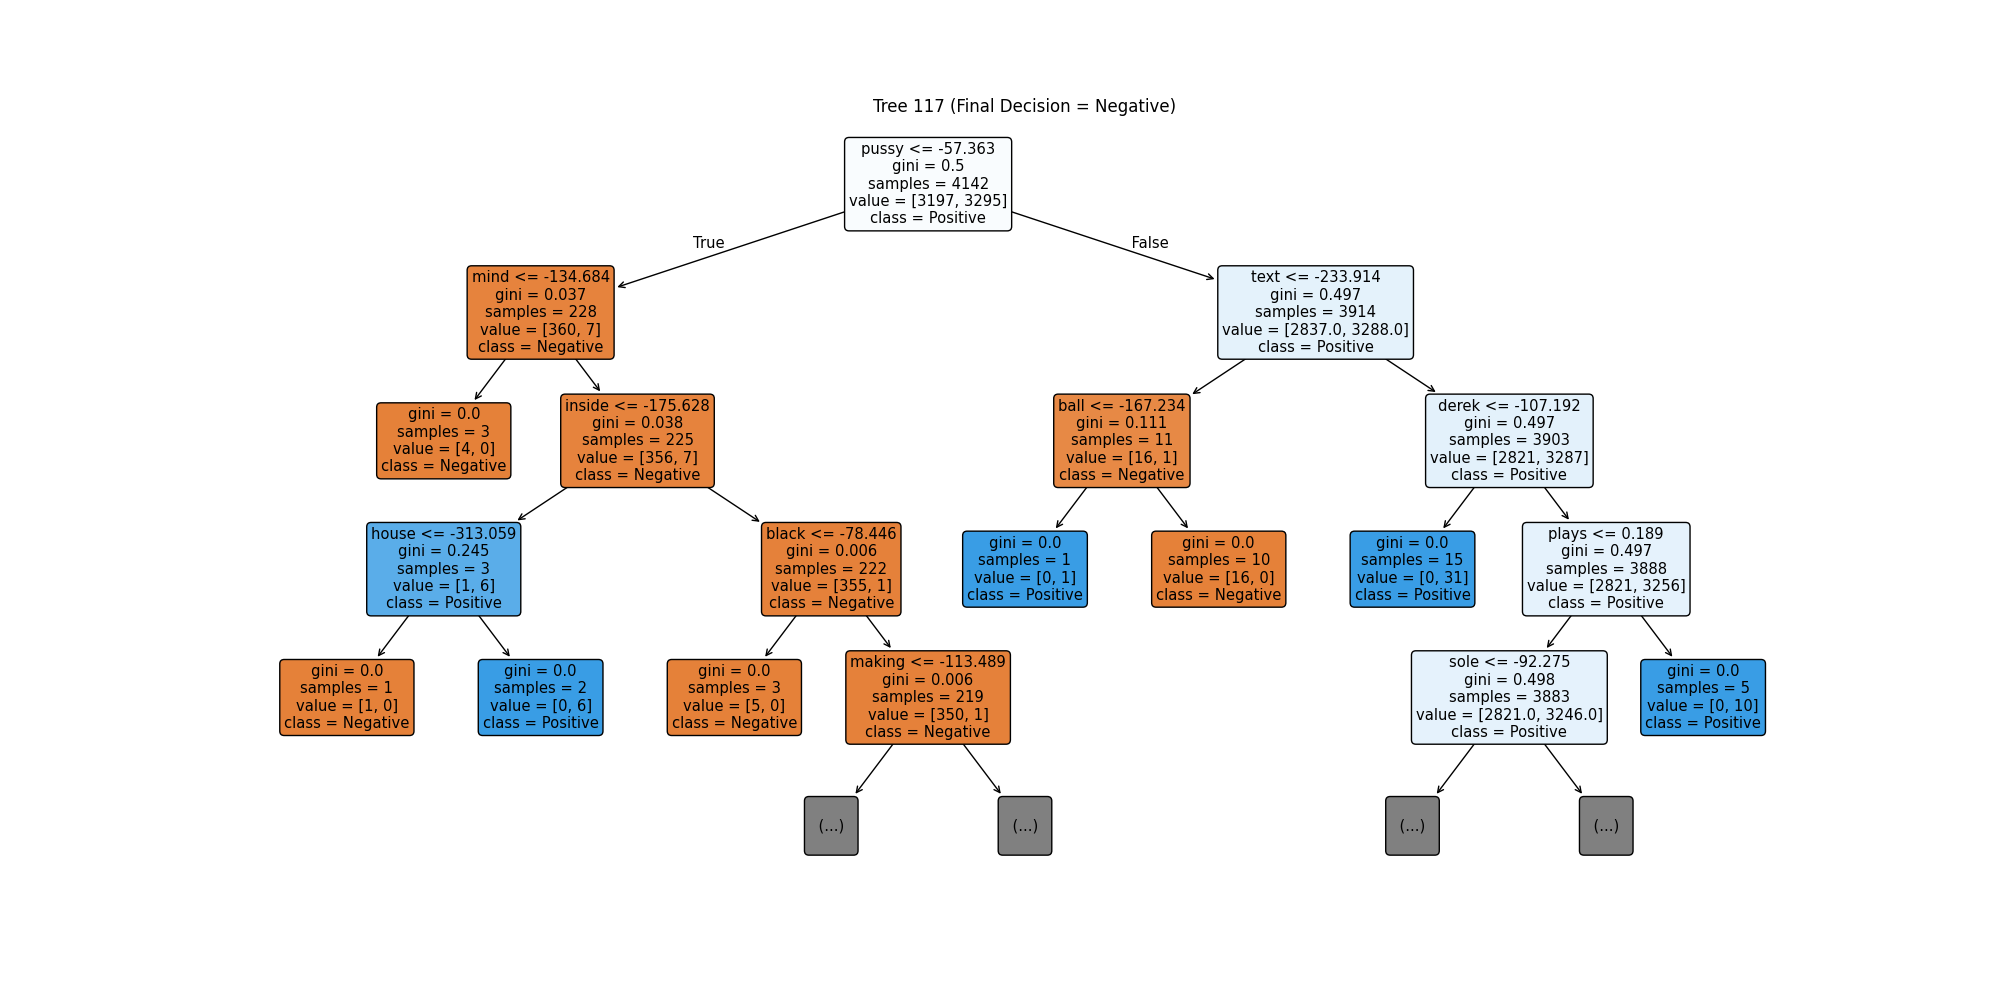 Tree 117 (Final Decision = Negative)
pussy <= -57.363
gini = 0.5
samples = 4142
value = [3197, 3295]
class = Positive
True
False
mind <= -134.684
gini = 0.037
samples = 228
value = [360, 7]
class = Negative
text <= -233.914
gini = 0.497
samples = 3914
value = [2837.0, 3288.0]
class = Positive
gini = 0.0
samples = 3
value = [4, 0]
class = Negative
inside <= -175.628
gini = 0.038
samples = 225
value = [356, 7]
class = Negative
ball <= -167.234
gini = 0.111
samples = 11
value = [16, 1]
class = Negative
derek <= -107.192
gini = 0.497
samples = 3903
value = [2821, 3287]
class = Positive
house <= -313.059
gini = 0.245
samples = 3
value = [1, 6]
class = Positive
black <= -78.446
gini = 0.006
samples = 222
value = [355, 1]
class = Negative
gini = 0.0
samples = 1
value = [0, 1]
class = Positive
gini = 0.0
samples = 10
value = [16, 0]
class = Negative
gini = 0.0
samples = 15
value = [0, 31]
class = Positive
plays <= 0.189
gini = 0.497
samples = 3888
value = [2821, 3256]
class = Positive
gini = 0.0
samples = 1
value = [1, 0]
class = Negative
gini = 0.0
samples = 2
value = [0, 6]
class = Positive
gini = 0.0
samples = 3
value = [5, 0]
class = Negative
making <= -113.489
gini = 0.006
samples = 219
value = [350, 1]
class = Negative
sole <= -92.275
gini = 0.498
samples = 3883
value = [2821.0, 3246.0]
class = Positive
gini = 0.0
samples = 5
value = [0, 10]
class = Positive
(...)
(...)
(...)
(...)